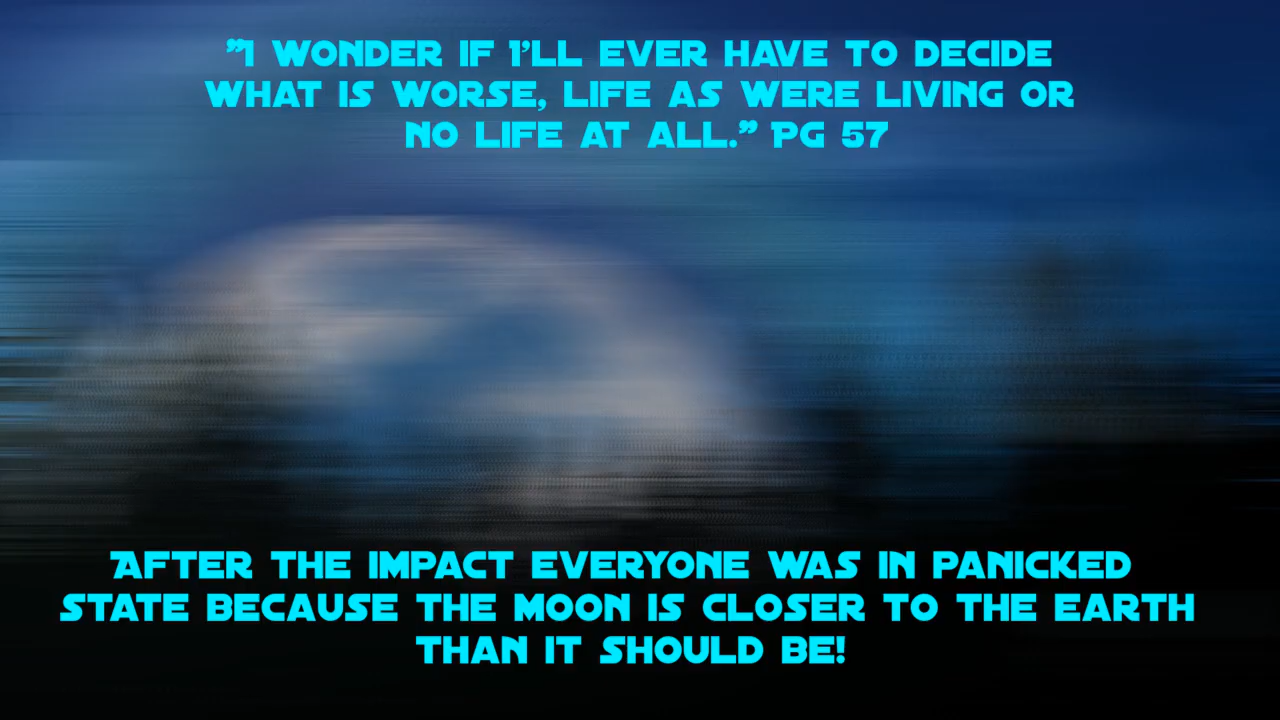 "I WONDER IF I'LL EVER HAVE TO DECIDE
WHAT IS WORSE, LIFE AS WERE LIVING OR
NO LIFE AT ALL." PG 57
AFTER THE IMPACT EVERYONE WAS IN PANICKED
STATE BECAUSE THE MOON IS CLOSER TO THE EARTH
THAN IT SHOULD BE!